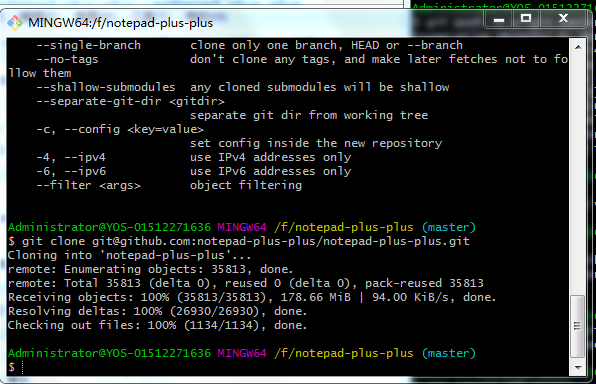 MINGW64:/f/notepad-plus-plus
--single-branch       clone only one branch, HEAD or --branch
--no-tags             don't clone any tags, and make later fetches not to fo
llow them
--shallow-submodules  any cloned submodules will be shallow
--separate-git-dir <gitdir>
separate git dir from working tree
-c, --config <key=value>
set config inside the new repository
-4, --ipv4            use IPv4 addresses only
-6, --ipv6            use IPv6 addresses only
--filter <args>       object filtering
Administrator@YOS-01512271636 MINGW64 /f/notepad-plus-plus (master)
$ git clone git@github.com:notepad-plus-plus/notepad-plus-plus.git
Cloning into 'notepad-plus-plus'...
remote: Enumerating objects: 35813, done.
remote: Total 35813 (delta 0), reused 0 (delta 0), pack-reused 35813
Receiving objects: 100% (35813/35813), 178.66 MiB | 94.00 KiB/s, done.
Resolving deltas: 100% (26930/26930), done.
Checking out files: 100% (1134/1134), done.
Administrator@YOS-01512271636 MINGW64 /f/notepad-plus-plus (master)
$